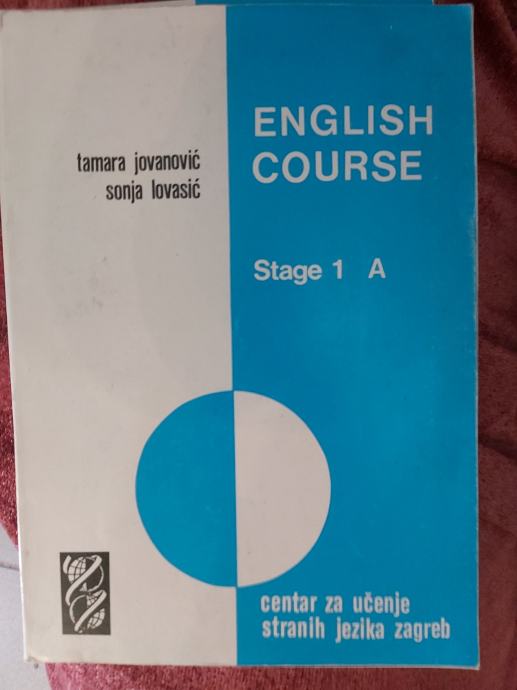 tamara jovanović
sonja lovasić
ENGLISH
COURSE
Stage 1 A
centar za učenje
stranih jezika zagreb